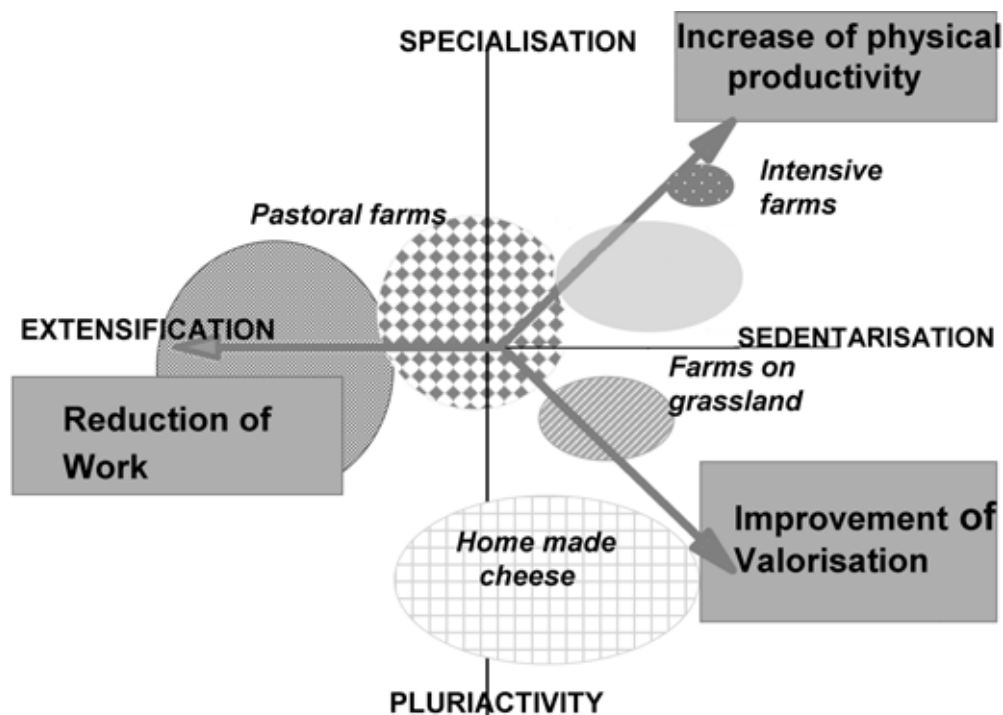 SPECIALISATION
Increase of physical
productivity
Intensive
farms
Pastoral farms
EXTENSIFICATION
SEDENTARISATION
Farms on
grassland
Reduction of
Work
Improvement of
Valorisation
Home made
cheese
PLURIACTIVITY